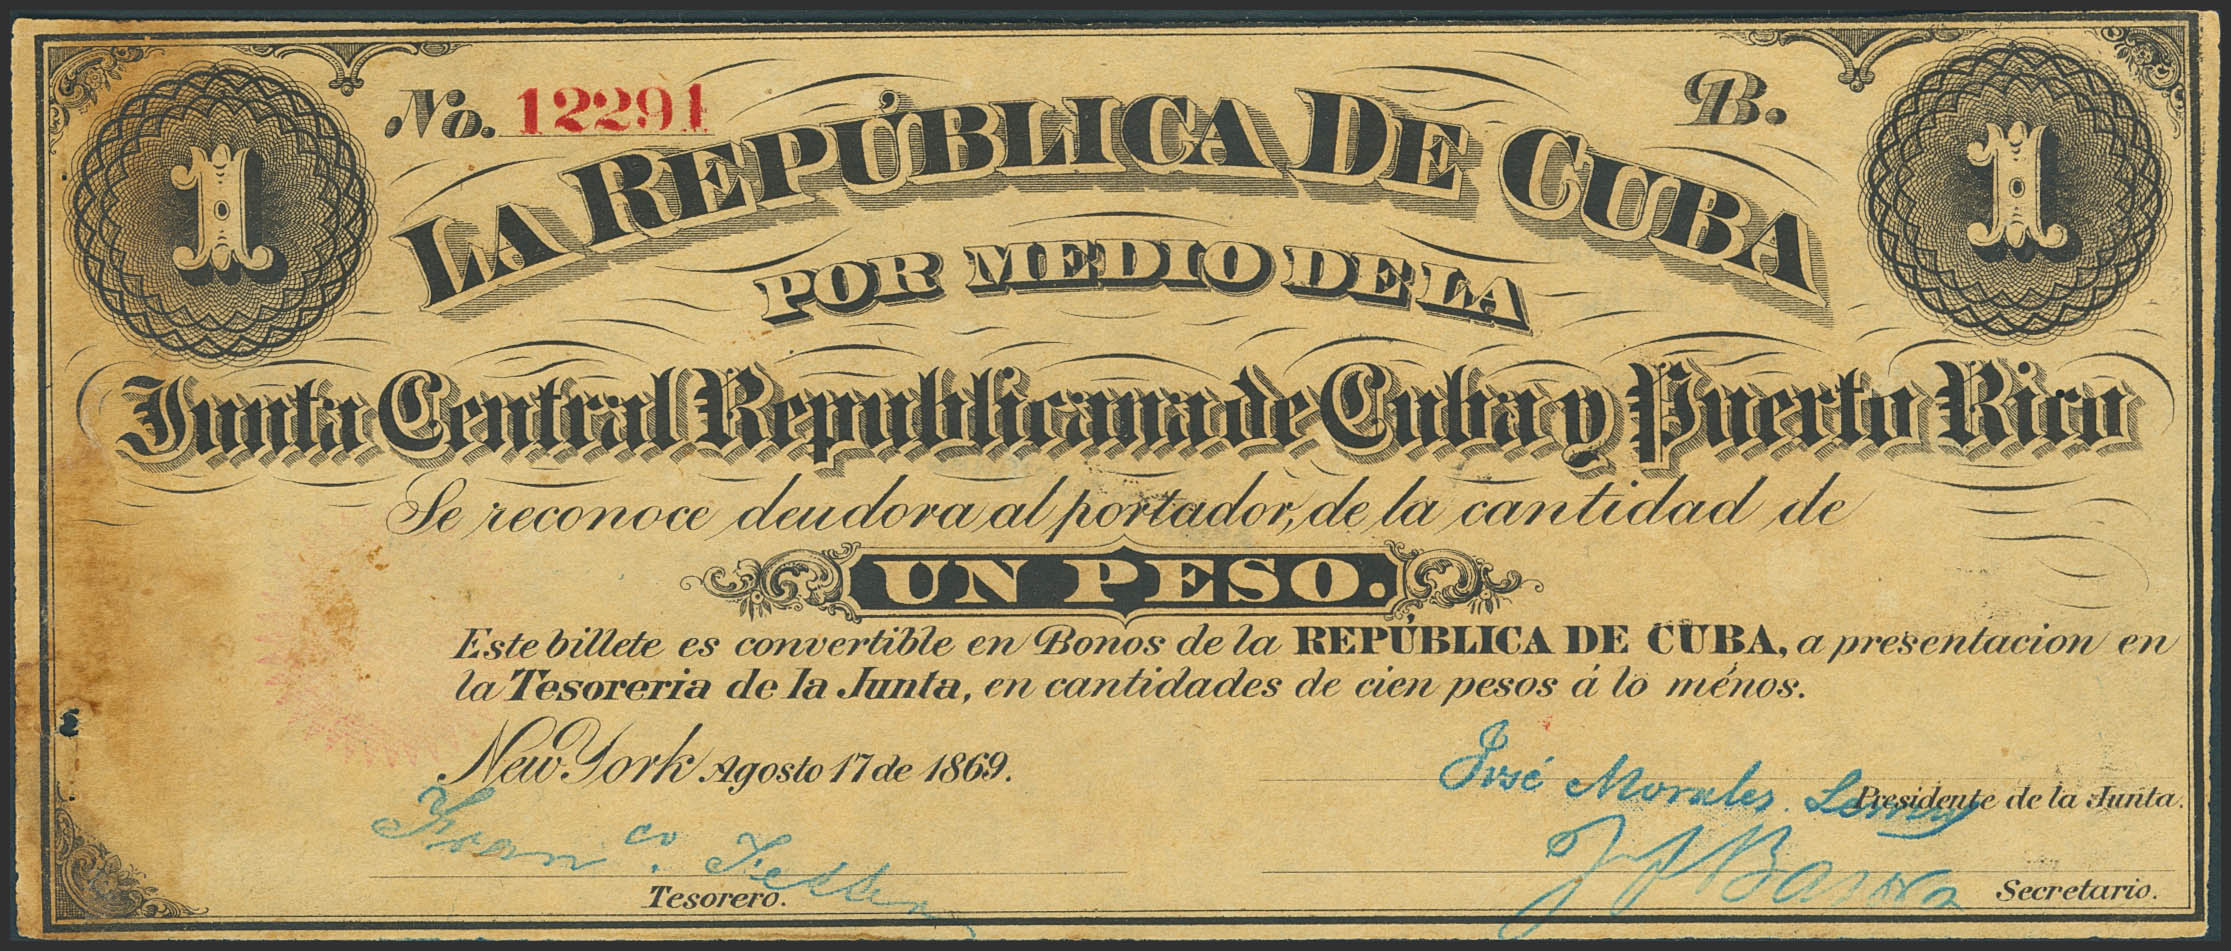 No. 12291
B.
1
1
LA REPÚBLICA DE CUBA
POR MEDIO DE LA
Junta Central Republicana de Cuba y Puerto Rico
Se reconoce deudora al portador, de la cantidad de
UN PESO.
Este billete es convertible en Bonos de la REPÚBLICA DE CUBA, a presentacion en
la Tesoreria de la Junta, en cantidades de cien pesos á lo ménos.
New York Agosto 17 de 1869.
José Morales Lemus
Presidente de la Junta.
Franco.
Tesorero.
Secretario.